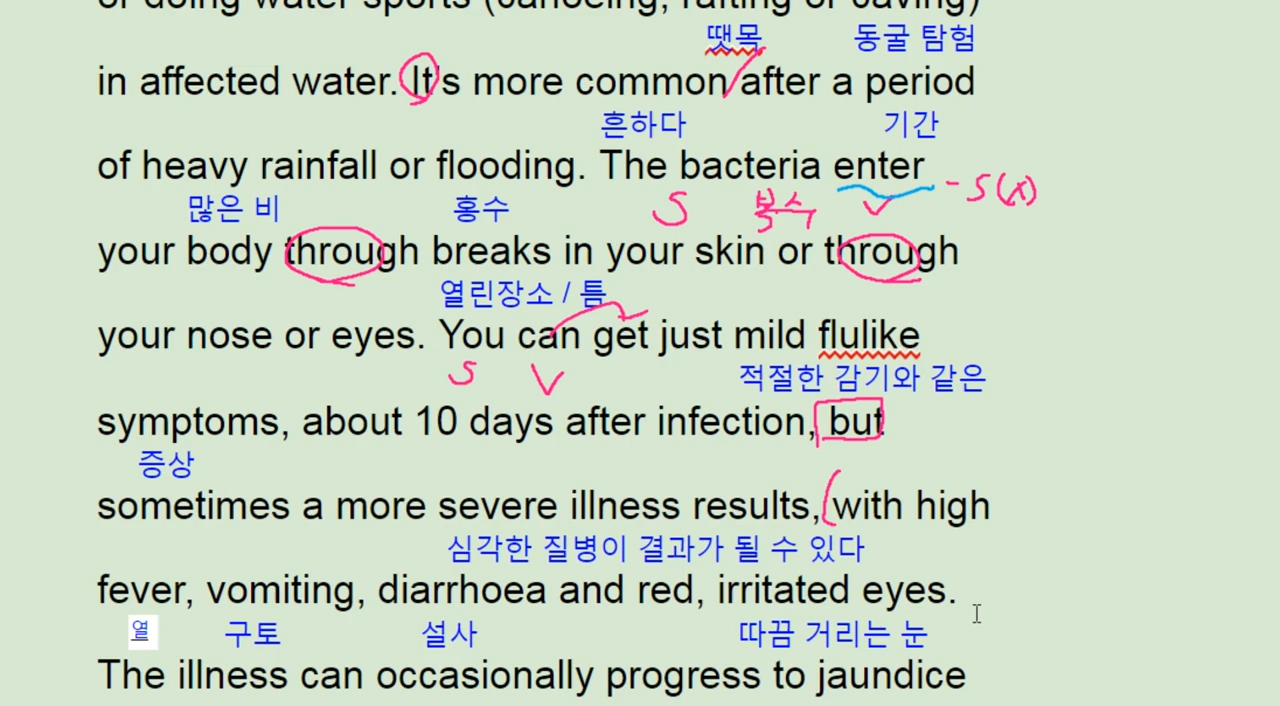 or doing water sports (canoeing, rafting or caving)
땟목 동굴 탐험
in affected water. It's more common after a period
흔하다 기간
of heavy rainfall or flooding. The bacteria enter
많은 비 홍수 S 복수 v -S(x)
your body through breaks in your skin or through
열린장소 / 틈
your nose or eyes. You can get just mild flulike
S V 적절한 감기와 같은
symptoms, about 10 days after infection, but
증상
sometimes a more severe illness results, with high
심각한 질병이 결과가 될 수 있다
fever, vomiting, diarrhoea and red, irritated eyes.
열 구토 설사 따끔 거리는 눈
The illness can occasionally progress to jaundice